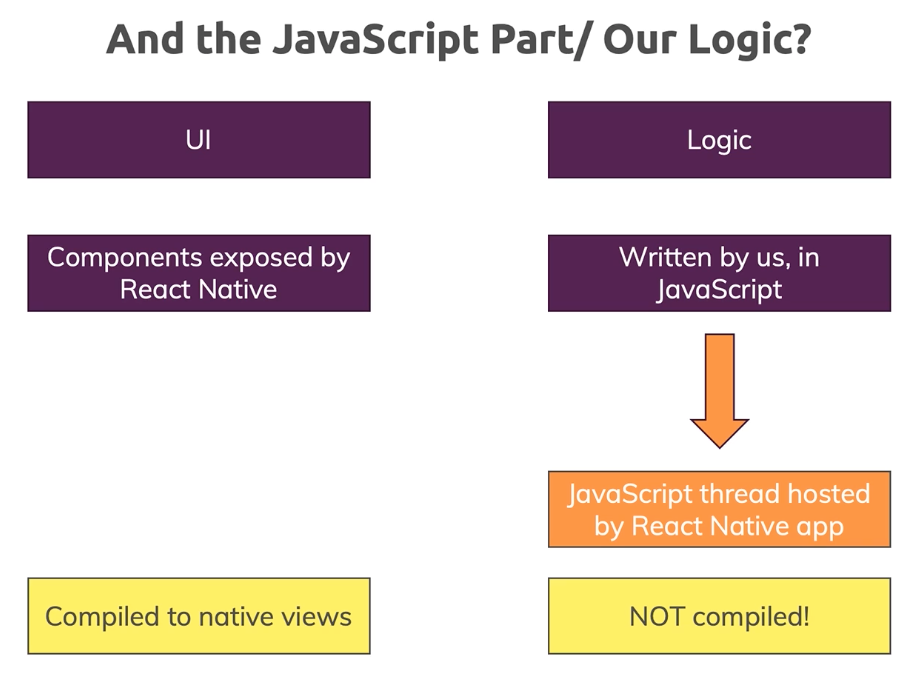 And the JavaScript Part/ Our Logic?
UI
Logic
Components exposed by
React Native
Written by us, in
JavaScript
JavaScript thread hosted
by React Native app
Compiled to native views
NOT compiled!